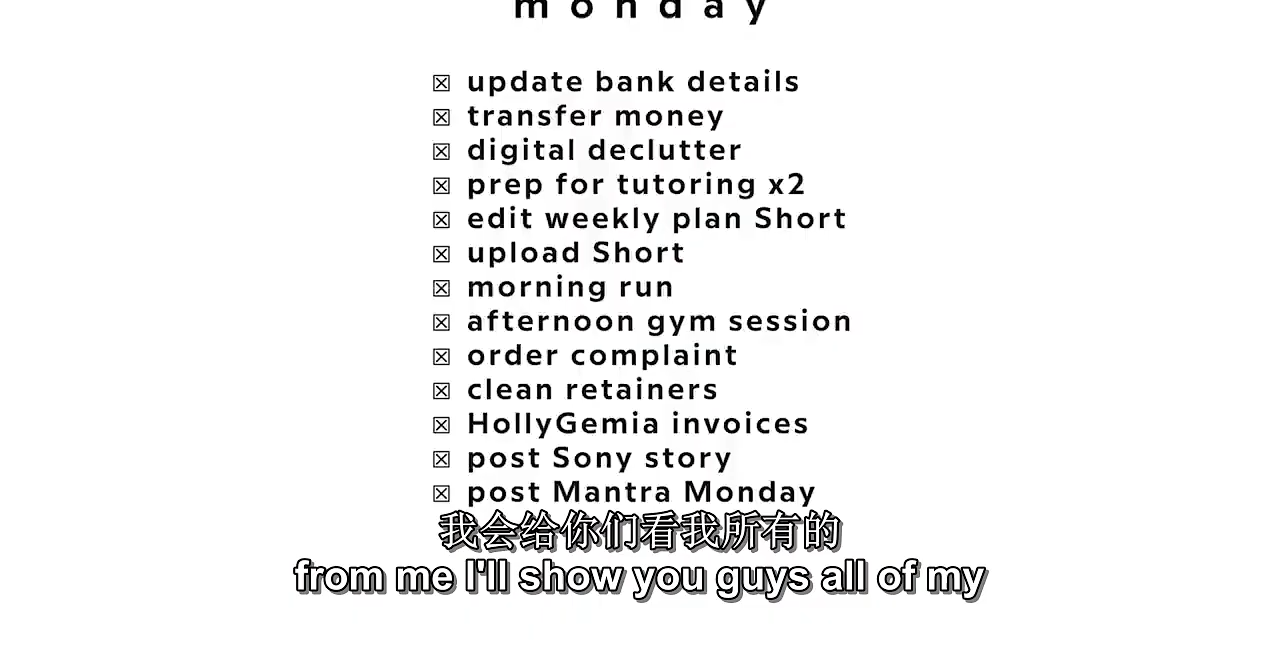 monday
☒ update bank details
☒ transfer money
☒ digital declutter
☒ prep for tutoring x2
☒ edit weekly plan Short
☒ upload Short
☒ morning run
☒ afternoon gym session
☒ order complaint
☒ clean retainers
☒ HollyGemia invoices
☒ post Sony story
☒ post Mantra Monday
我会给你们看我所有的
from me I'll show you guys all of my